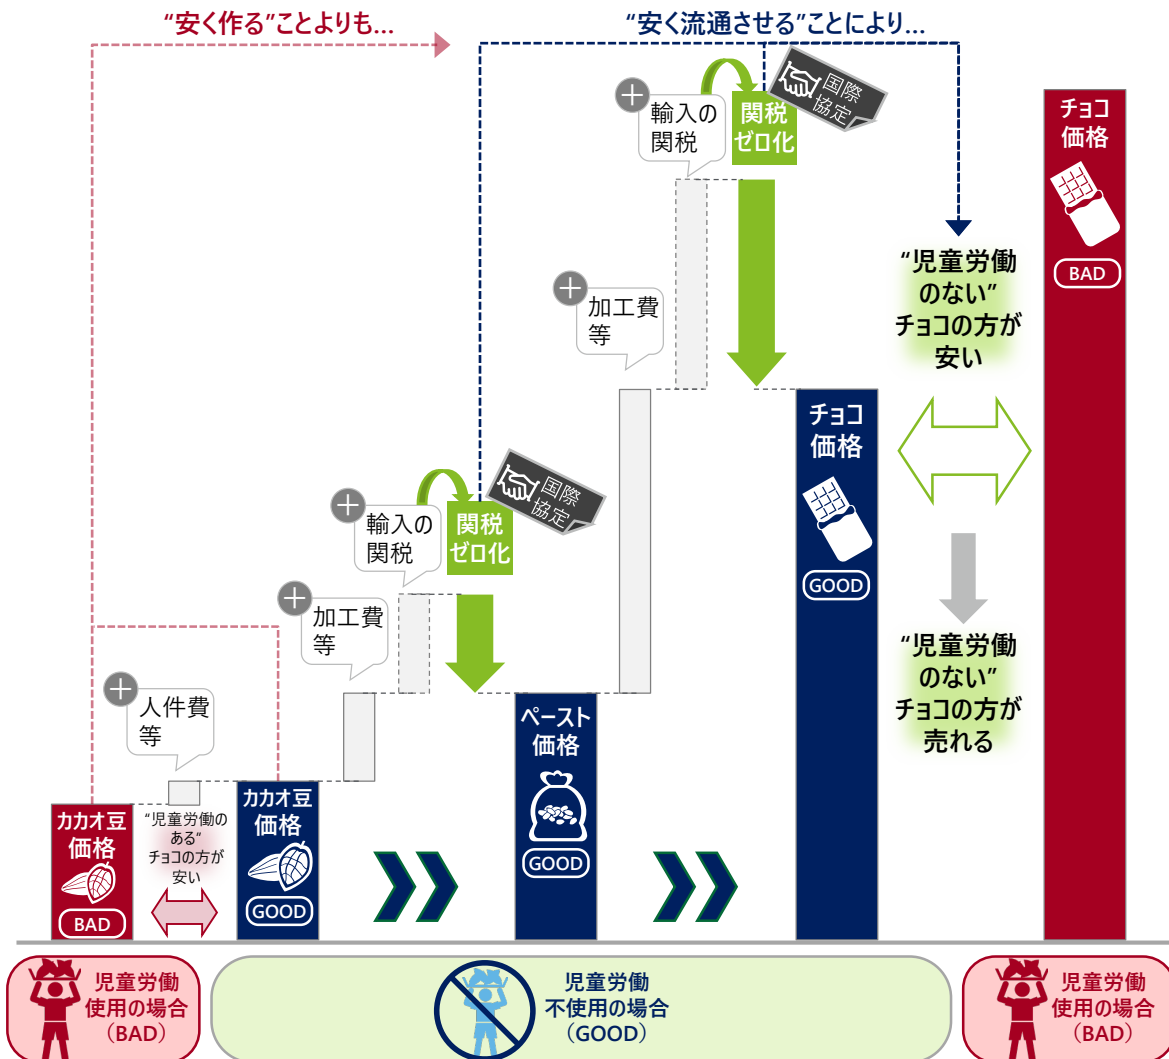 “安く作る”ことよりも...
“安く流通させる”ことにより...
輸入の
関税
関税
ゼロ化
国際
協定
チョコ
価格
BAD
加工費
等
“児童労働
のない”
チョコの方が
安い
チョコ
価格
GOOD
輸入の
関税
関税
ゼロ化
国際
協定
加工費
等
“児童労働
のない”
チョコの方が
売れる
人件費
等
ペースト
価格
GOOD
カカオ豆
価格
BAD
“児童労働の
ある”
チョコの方が
安い
カカオ豆
価格
GOOD
児童労働
使用の場合
（BAD）
児童労働
不使用の場合
（GOOD）
児童労働
使用の場合
（BAD）